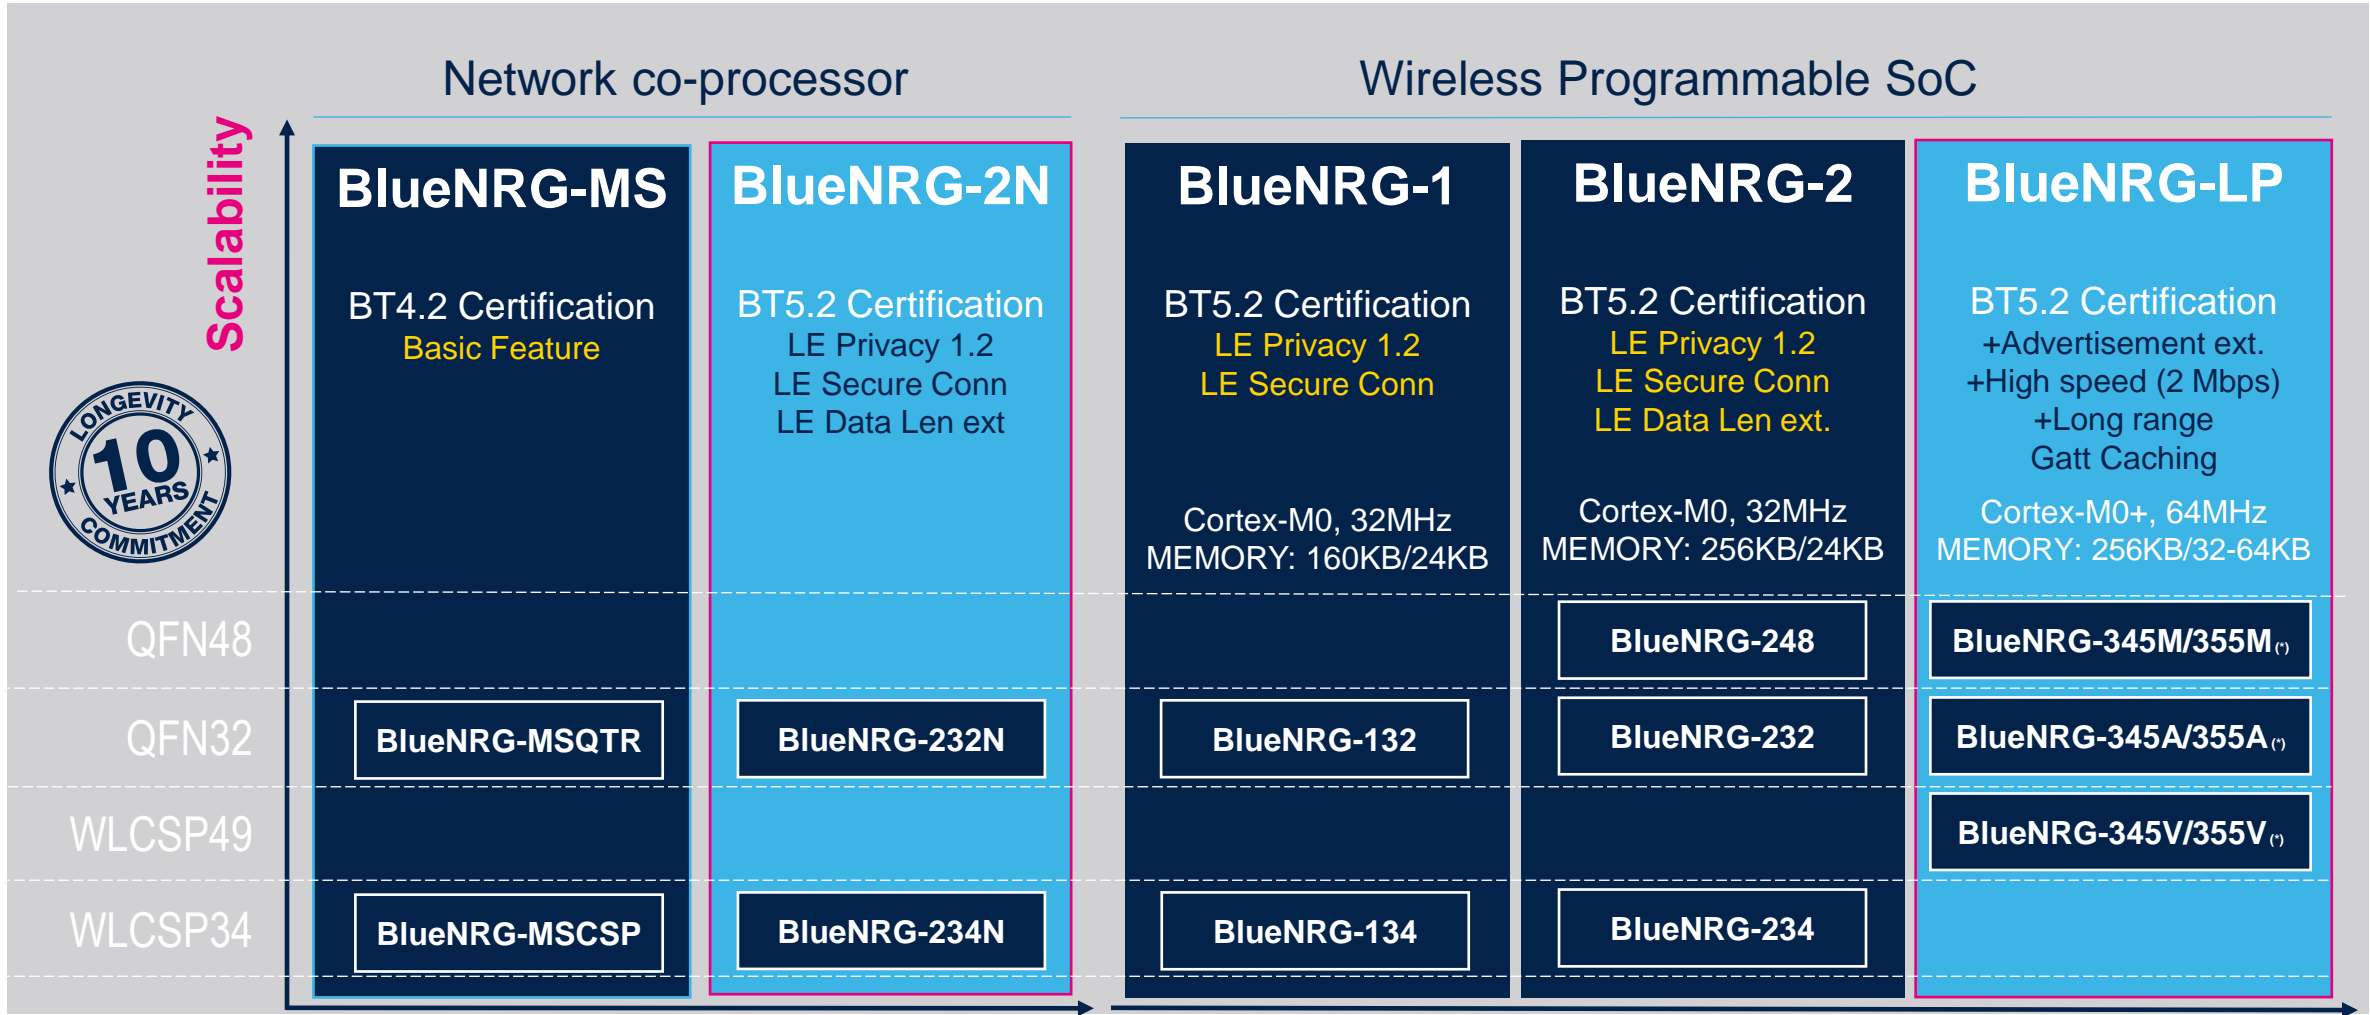 Network co-processor
Wireless Programmable SoC
Scalability
LONGEVITY
10
YEARS
COMMITMENT
BlueNRG-MS
BT4.2 Certification
Basic Feature
BlueNRG-2N
BT5.2 Certification
LE Privacy 1.2
LE Secure Conn
LE Data Len ext
BlueNRG-1
BT5.2 Certification
LE Privacy 1.2
LE Secure Conn
Cortex-M0, 32MHz
MEMORY: 160KB/24KB
BlueNRG-2
BT5.2 Certification
LE Privacy 1.2
LE Secure Conn
LE Data Len ext.
Cortex-M0, 32MHz
MEMORY: 256KB/24KB
BlueNRG-LP
BT5.2 Certification
+Advertisement ext.
+High speed (2 Mbps)
+Long range
Gatt Caching
Cortex-M0+, 64MHz
MEMORY: 256KB/32-64KB
QFN48
BlueNRG-248
BlueNRG-345M/355M(*)
QFN32
BlueNRG-MSQTR
BlueNRG-232N
BlueNRG-132
BlueNRG-232
BlueNRG-345A/355A(*)
WLCSP49
BlueNRG-345V/355V(*)
WLCSP34
BlueNRG-MSCSP
BlueNRG-234N
BlueNRG-134
BlueNRG-234